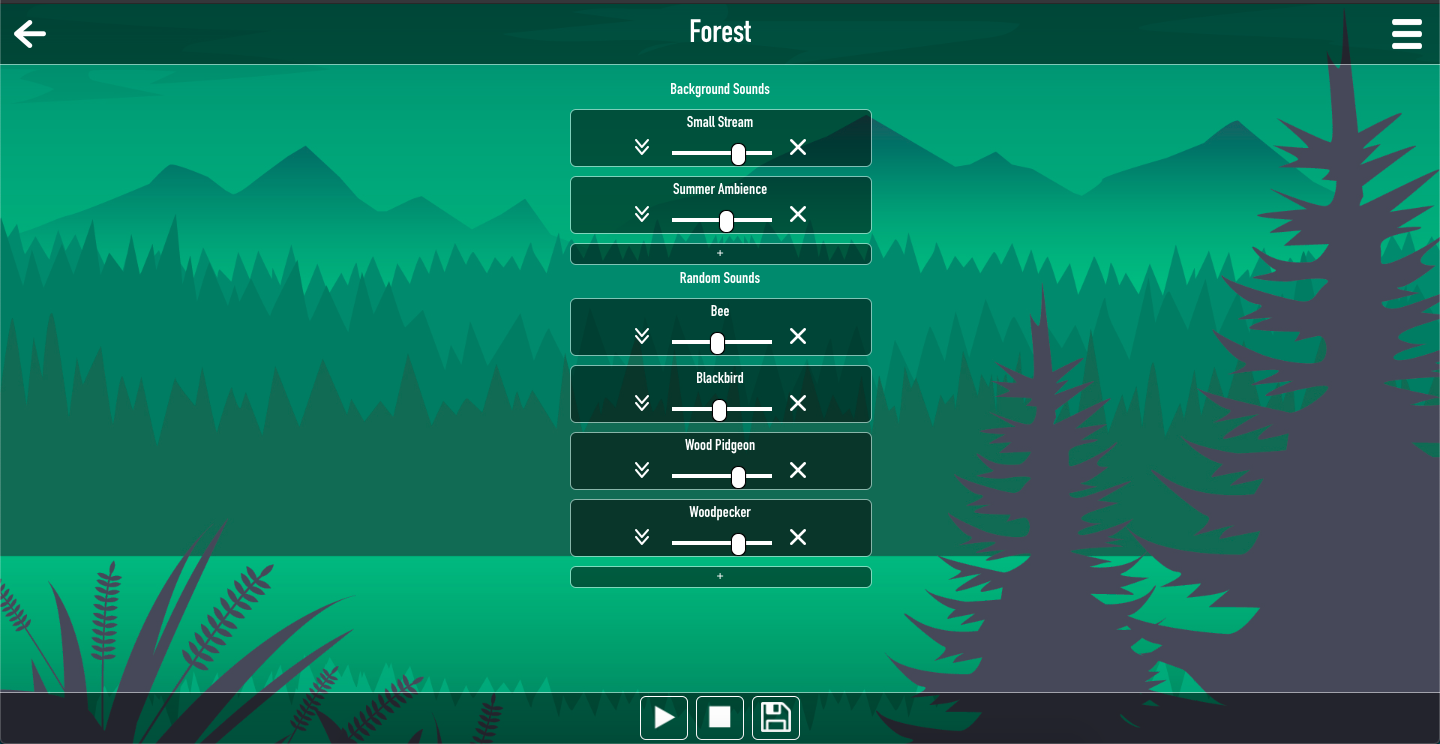 Forest
Background Sounds
Small Stream
Summer Ambience
+
Random Sounds
Bee
Blackbird
Wood Pidgeon
Woodpecker
+